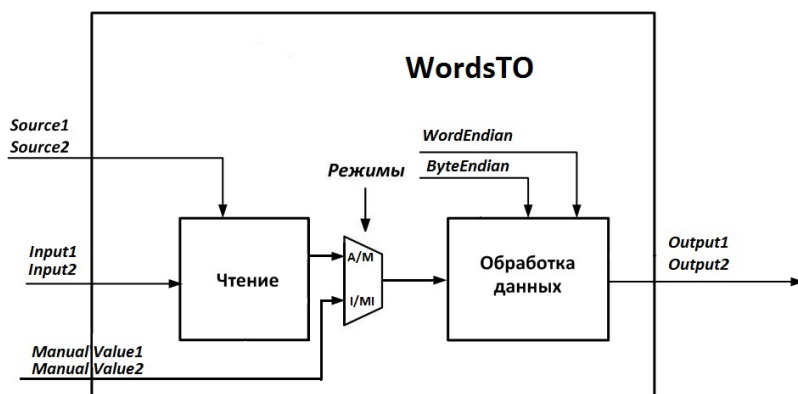 WordsTO
Source1
Source2
WordEndian
ByteEndian
Режимы
Input1
Input2
Чтение
A/M
I/MI
Обработка
данных
Output1
Output2
Manual Value1
Manual Value2